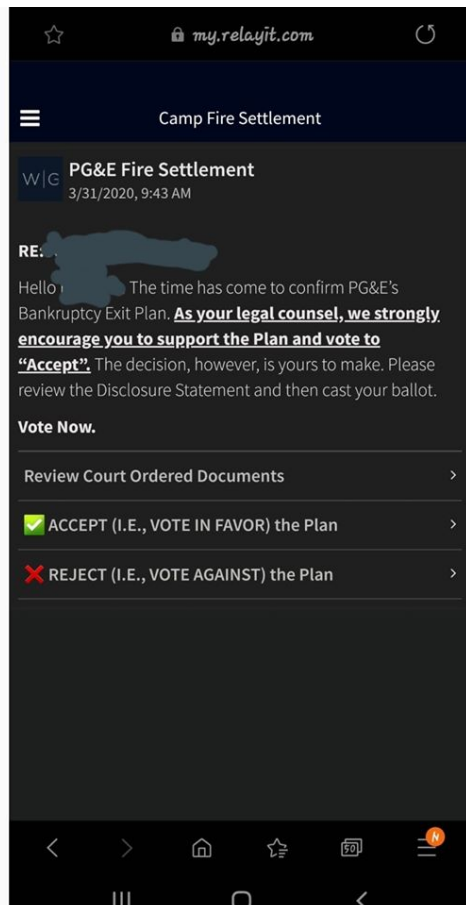 my.relayit.com
Camp Fire Settlement
W|G
PG&E Fire Settlement
3/31/2020, 9:43 AM
RE:
Hello The time has come to confirm PG&E’s
Bankruptcy Exit Plan. As your legal counsel, we strongly
encourage you to support the Plan and vote to
“Accept”. The decision, however, is yours to make. Please
review the Disclosure Statement and then cast your ballot.
Vote Now.
Review Court Ordered Documents
ACCEPT (I.E., VOTE IN FAVOR) the Plan
REJECT (I.E., VOTE AGAINST) the Plan
50
N